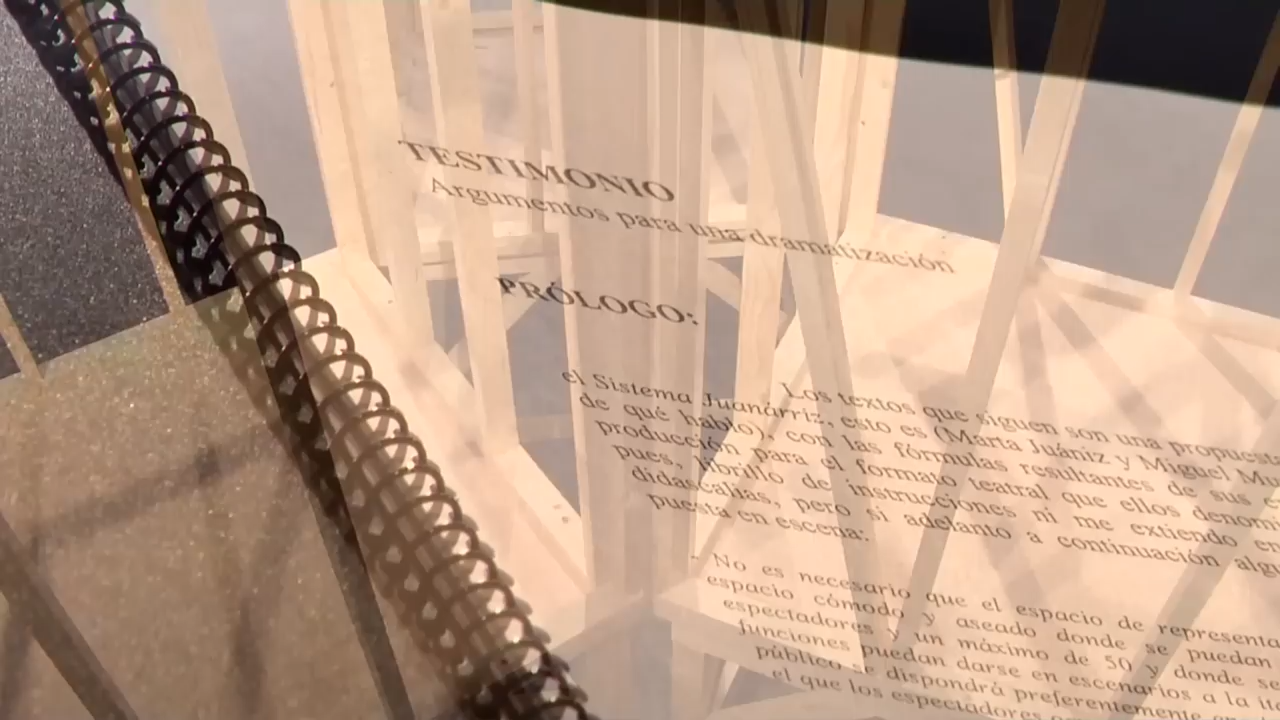 TESTIMONIO
Argumentos para una dramatización
PRÓLOGO:
Los textos que siguen son una propuesta
el Sistema Juanárriz, esto es (Marta Juániz y Miguel Mu
de qué hablo), con las fórmulas resultantes de sus
producción para el formato teatral que ellos denomi
pues, librillo de instrucciones ni me extiendo en
didascalias, pero sí adelanto a continuación algu
puesta en escena:
- No es necesario que el espacio de representa
espacio cómodo y aseado donde se puedan
espectadores y un máximo de 50 y donde se
funciones puedan darse en escenarios a la it
público se dispondrá preferentemente
el que los espectadores